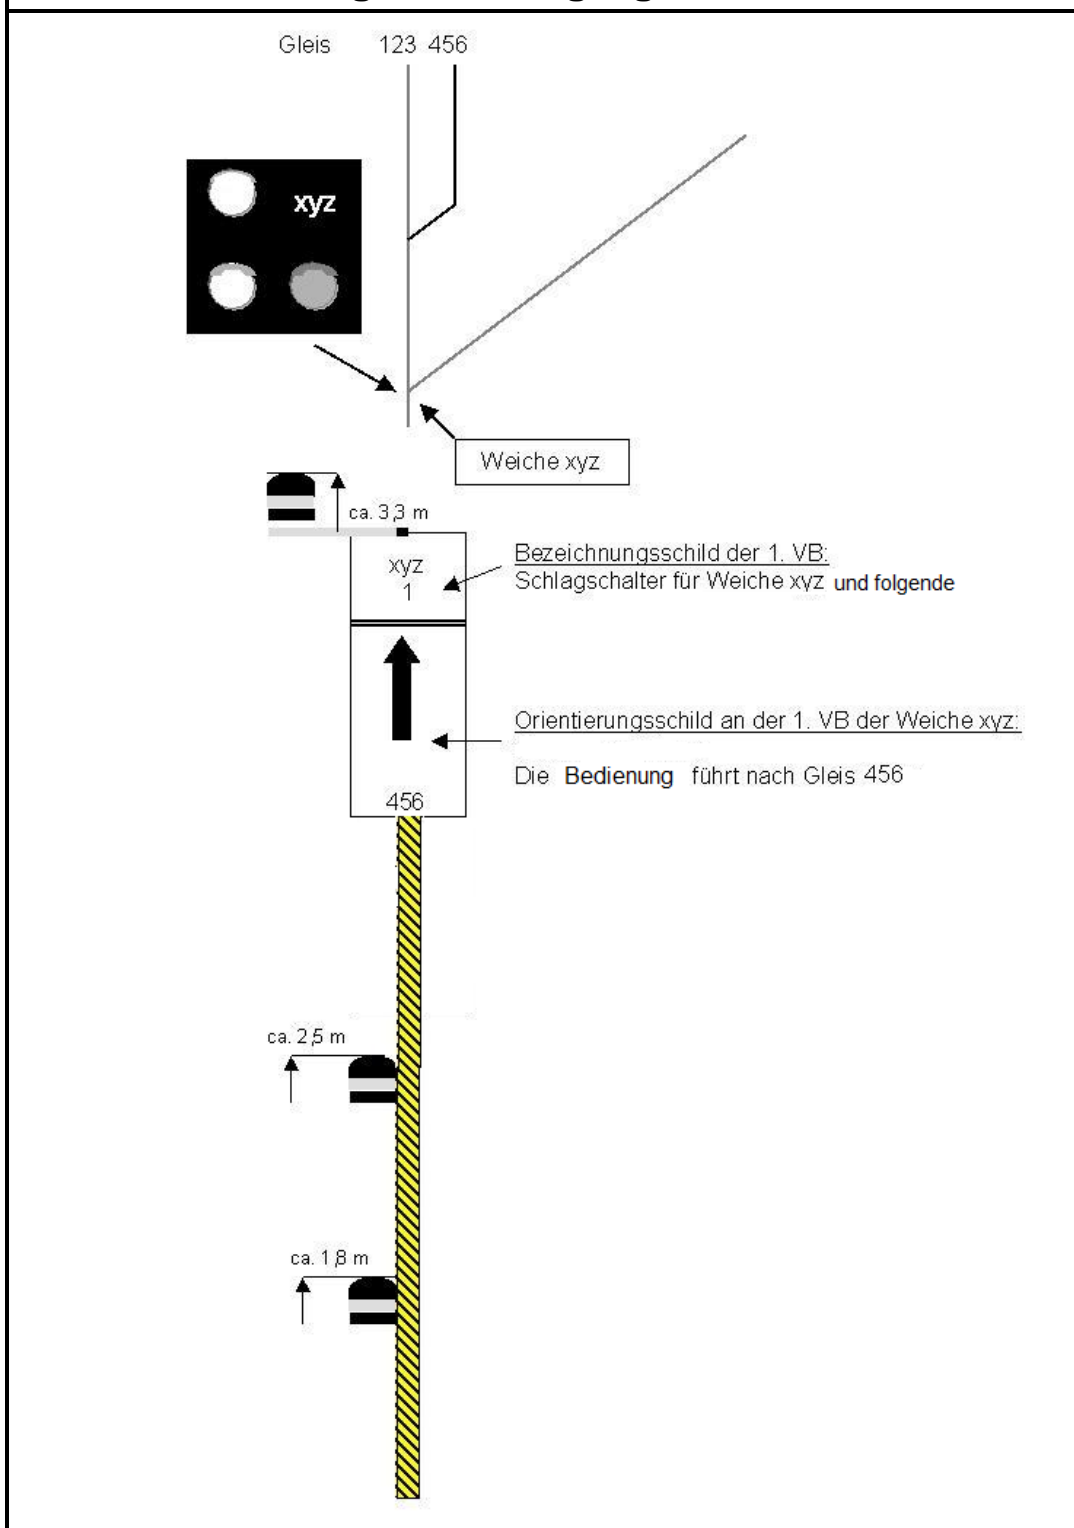 Gleis 123 456
xyz
Weiche xyz
ca. 3,3 m
xyz
1
Bezeichnungsschild der 1. VB:
Schlagschalter für Weiche xyz und folgende
Orientierungsschild an der 1. VB der Weiche xyz:
Die Bedienung führt nach Gleis 456
456
ca. 2,5 m
ca. 1,8 m